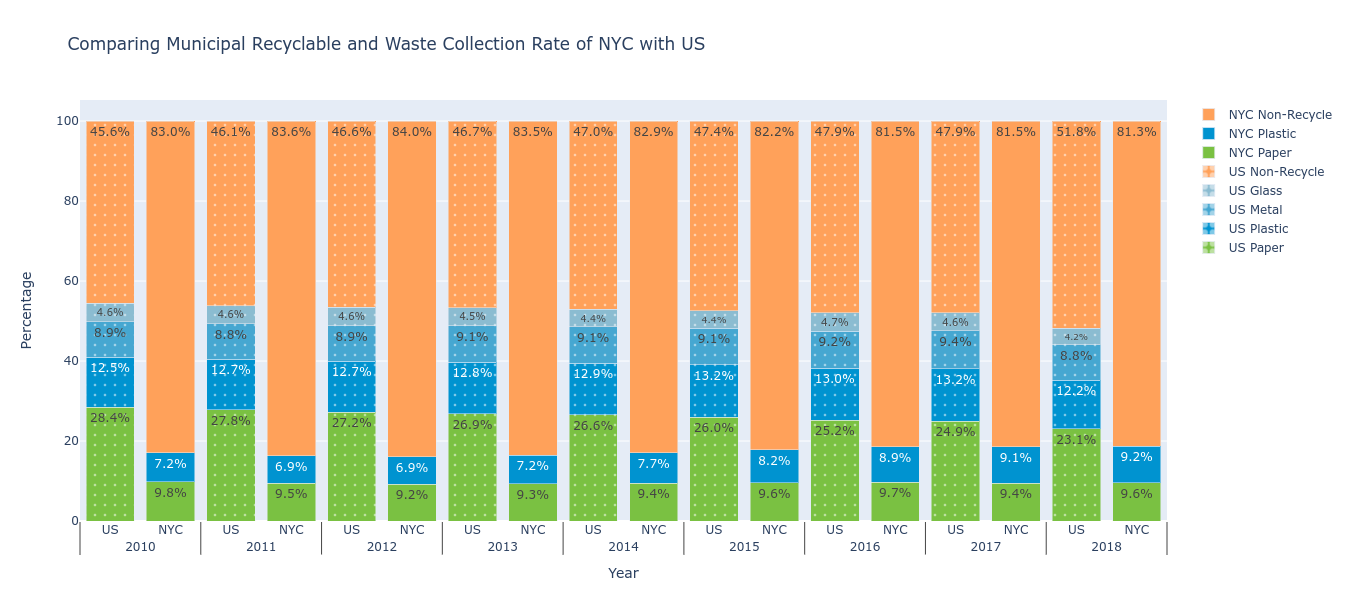 Comparing Municipal Recyclable and Waste Collection Rate of NYC with US
NYC Non-Recycle
NYC Plastic
NYC Paper
US Non-Recycle
US Glass
US Metal
US Plastic
US Paper
Percentage
100
80
60
40
20
0
45.6% 83.0% 46.1% 83.6% 46.6% 84.0% 46.7% 83.5% 47.0% 82.9% 47.4% 82.2% 47.9% 81.5% 47.9% 81.5% 51.8% 81.3%
4.6% 4.6% 4.6% 4.5% 4.4% 4.4% 4.7% 4.6% 4.2%
8.9% 8.8% 8.9% 9.1% 9.1% 9.1% 9.2% 9.4% 8.8%
12.5% 12.7% 12.7% 12.8% 12.9% 13.2% 13.0% 13.2% 12.2%
28.4% 27.8% 27.2% 26.9% 26.6% 26.0% 25.2% 24.9% 23.1%
7.2% 6.9% 6.9% 7.2% 7.7% 8.2% 8.9% 9.1% 9.2%
9.8% 9.5% 9.2% 9.3% 9.4% 9.6% 9.7% 9.4% 9.6%
US NYC US NYC US NYC US NYC US NYC US NYC US NYC US NYC US NYC
2010 2011 2012 2013 2014 2015 2016 2017 2018
Year